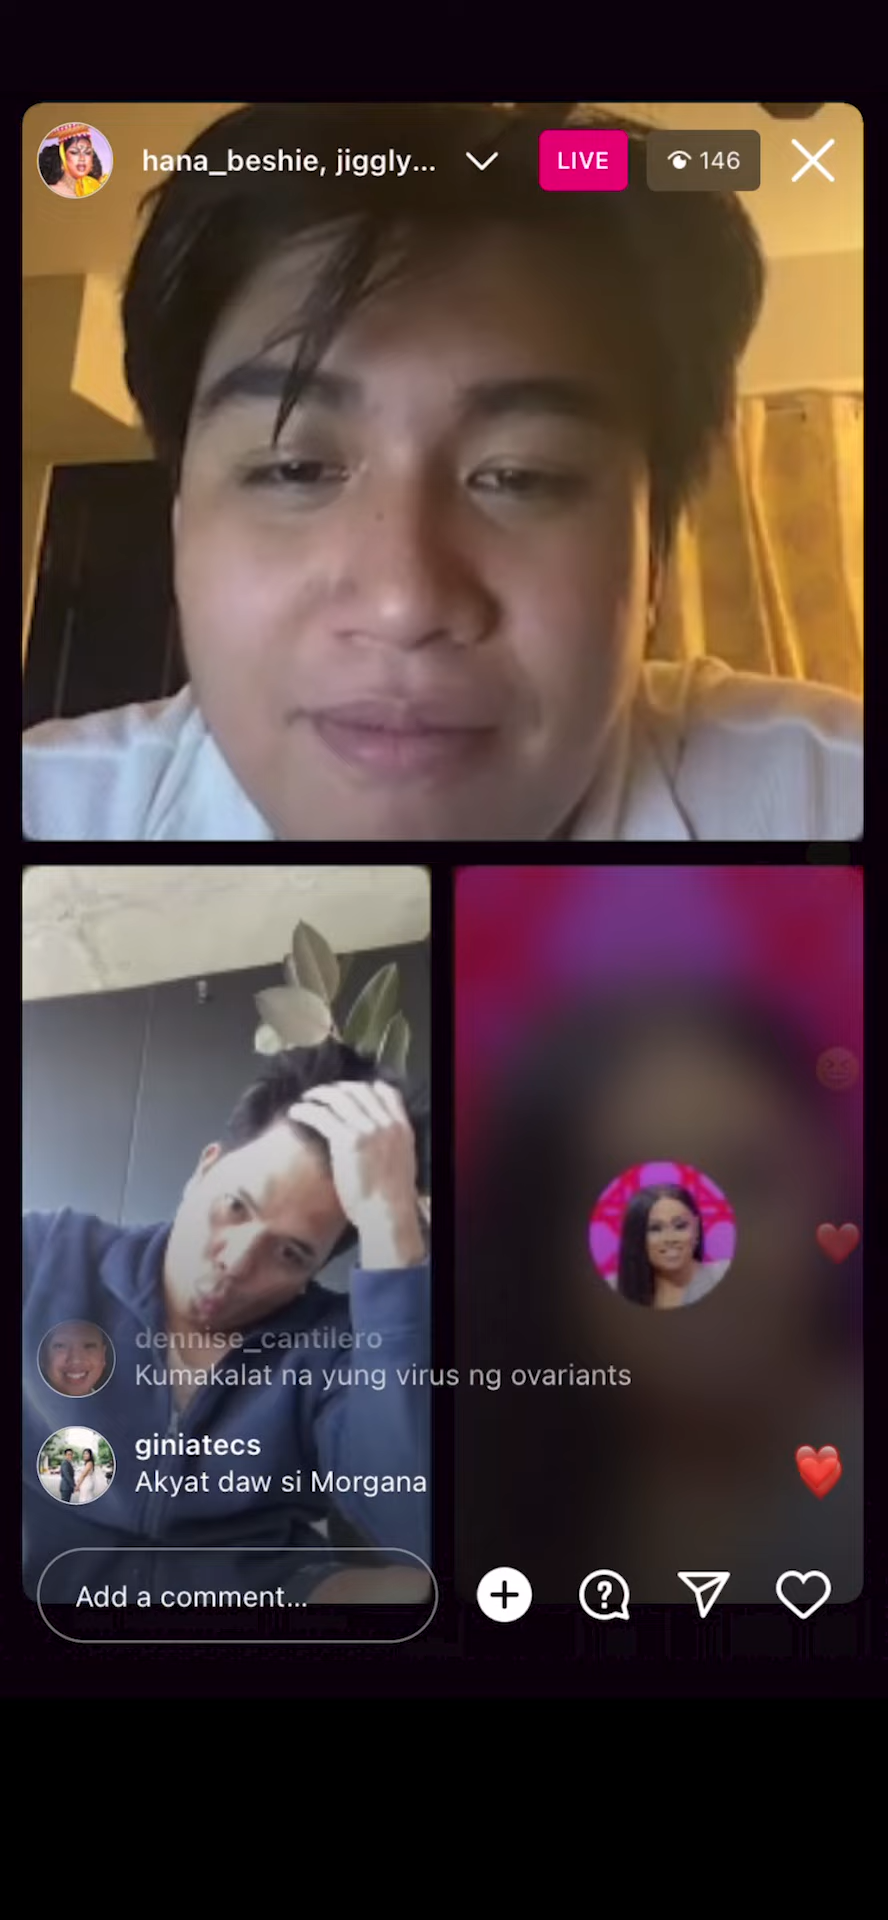 hana_beshie, jiggly...
LIVE
146
dennise_cantilero
Kumakalat na yung virus ng ovariants
giniatecs
Akyat daw si Morgana
Add a comment...